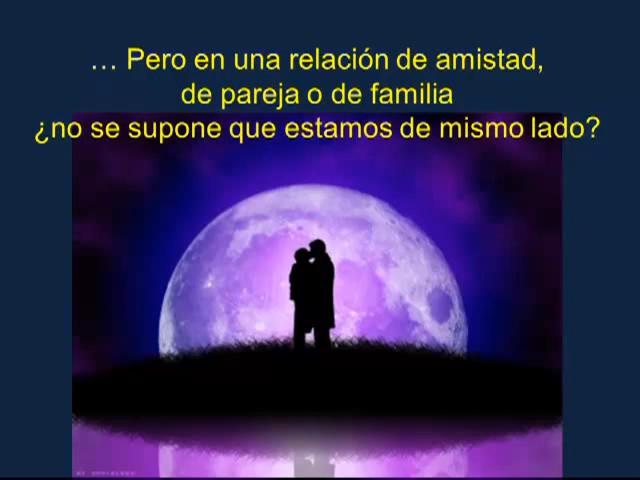 ... Pero en una relación de amistad,
de pareja o de familia
¿no se supone que estamos de mismo lado?